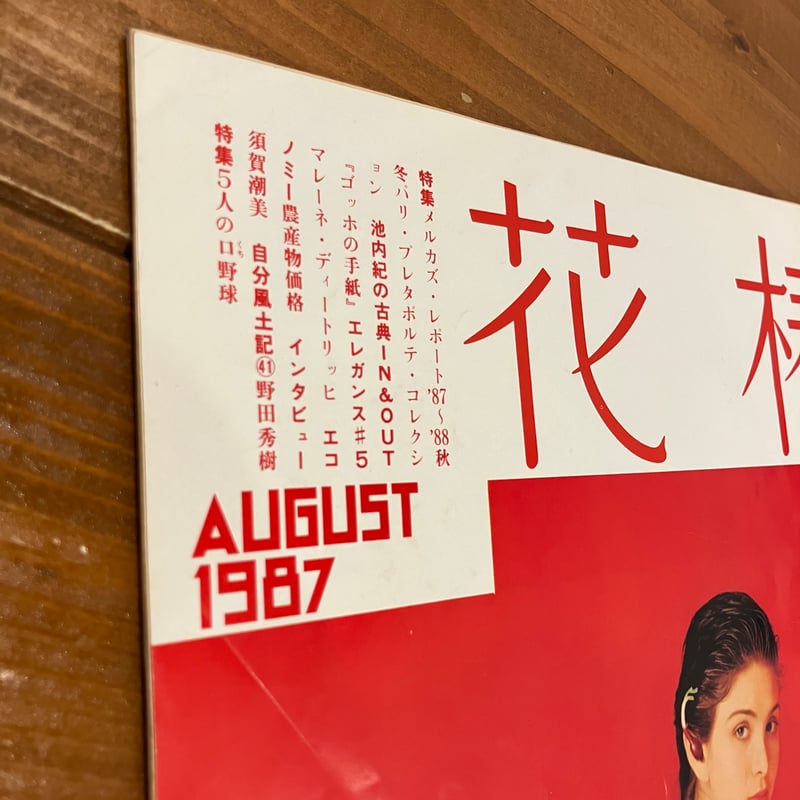 特集メルカズ・レポート'87〜'88秋
冬パリ・プレタポルテ・コレクシ
ョン 池内紀の古典IN&OUT
『ゴッホの手紙』エレガンス♯5
マレーネ・ディートリッヒ エコ
ノミー農産物価格 インタビュー
須賀潮美 自分風土記㊶野田秀樹
特集5人の口野球
くち
花
AUGUST
1987